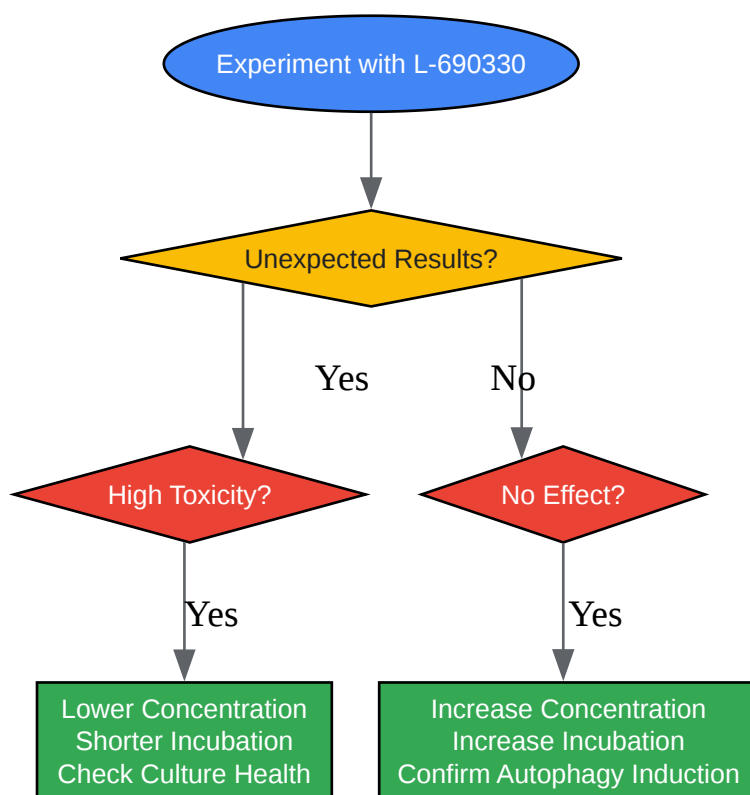 Experiment with L-690330
Unexpected Results?
Yes
No
High Toxicity?
No Effect?
Yes
Yes
Lower Concentration
Shorter Incubation
Check Culture Health
Increase Concentration
Increase Incubation
Confirm Autophagy Induction